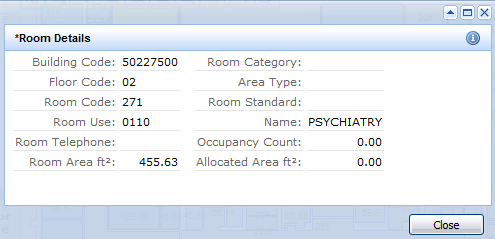 *Room Details
Building Code: 50227500 Room Category:
Floor Code: 02 Area Type:
Room Code: 271 Room Standard:
Room Use: 0110 Name: PSYCHIATRY
Room Telephone: Occupancy Count: 0.00
Room Area ft²: 455.63 Allocated Area ft²: 0.00
Close